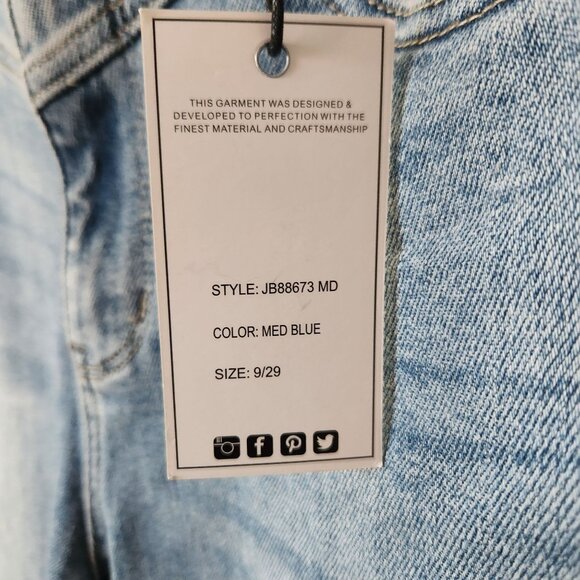 THIS GARMENT WAS DESIGNED &
DEVELOPED TO PERFECTION WITH THE
FINEST MATERIAL AND CRAFTSMANSHIP
STYLE: JB88673 MD
COLOR: MED BLUE
SIZE: 9/29